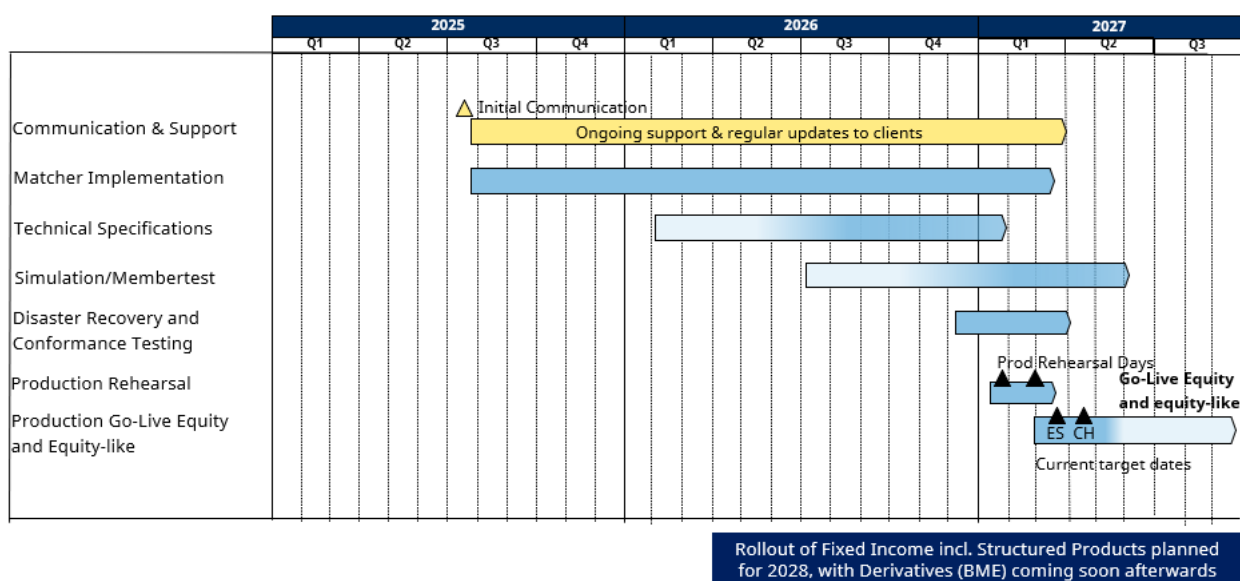 2025 2026 2027
Q1 Q2 Q3 Q4 Q1 Q2 Q3 Q4 Q1 Q2 Q3
Initial Communication
Communication & Support
Ongoing support & regular updates to clients
Matcher Implementation
Technical Specifications
Simulation/Membertest
Disaster Recovery and
Conformance Testing
Prod Rehearsal Days
Production Rehearsal
Go-Live Equity
and equity-like
Production Go-Live Equity
and Equity-like
ES CH
Current target dates
Rollout of Fixed Income incl. Structured Products planned
for 2028, with Derivatives (BME) coming soon afterwards